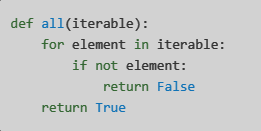 def all(iterable):
    for element in iterable:
        if not element:
            return False
    return True